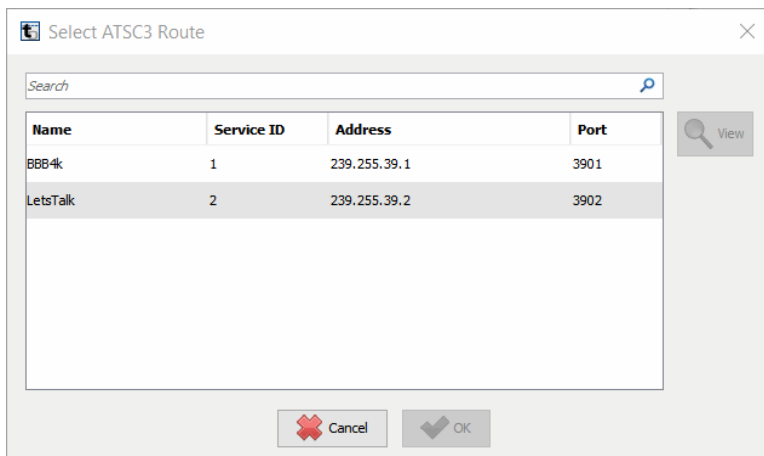 Select ATSC3 Route
Search
Name Service ID Address Port
View
BBB4k 1 239.255.39.1 3901
LetsTalk 2 239.255.39.2 3902
Cancel OK